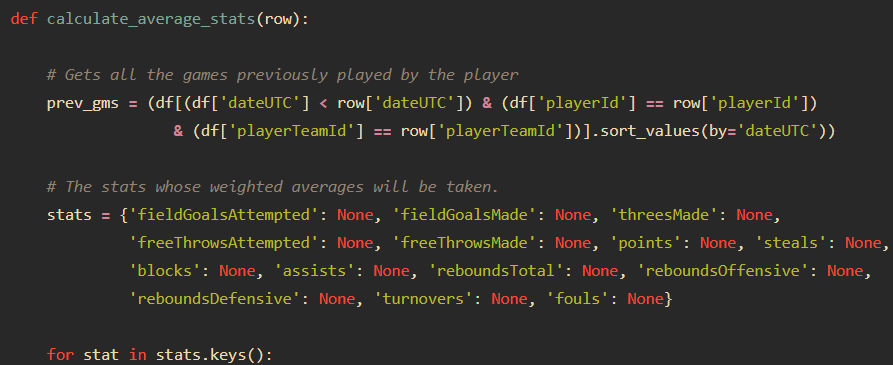 def calculate_average_stats(row):
# Gets all the games previously played by the player
prev_gms = (df[(df['dateUTC'] < row['dateUTC']) & (df['playerId'] == row['playerId'])
& (df['playerTeamId'] == row['playerTeamId'])].sort_values(by='dateUTC'))
# The stats whose weighted averages will be taken.
stats = {'fieldGoalsAttempted': None, 'fieldGoalsMade': None, 'threesMade': None,
'freeThrowsAttempted': None, 'freeThrowsMade': None, 'points': None, 'steals': None,
'blocks': None, 'assists': None, 'reboundsTotal': None, 'reboundsOffensive': None,
'reboundsDefensive': None, 'turnovers': None, 'fouls': None}
for stat in stats.keys():